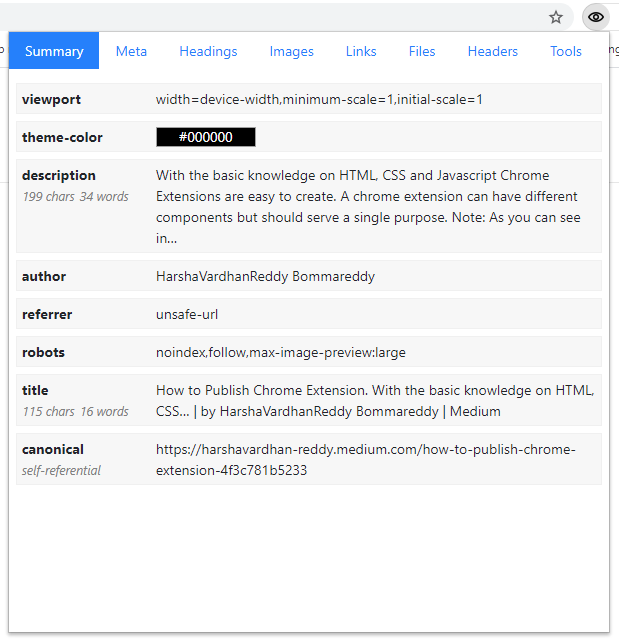 Summary Meta Headings Images Links Files Headers Tools
viewport width=device-width,minimum-scale=1,initial-scale=1
theme-color #000000
description With the basic knowledge on HTML, CSS and Javascript Chrome
199 chars 34 words Extensions are easy to create. A chrome extension can have different
components but should serve a single purpose. Note: As you can see
in...
author HarshaVardhanReddy Bommareddy
referrer unsafe-url
robots noindex,follow,max-image-preview:large
title How to Publish Chrome Extension. With the basic knowledge on HTML,
115 chars 16 words CSS... | by HarshaVardhanReddy Bommareddy | Medium
canonical https://harshavardhan-reddy.medium.com/how-to-publish-chrome-
self-referential extension-4f3c781b5233